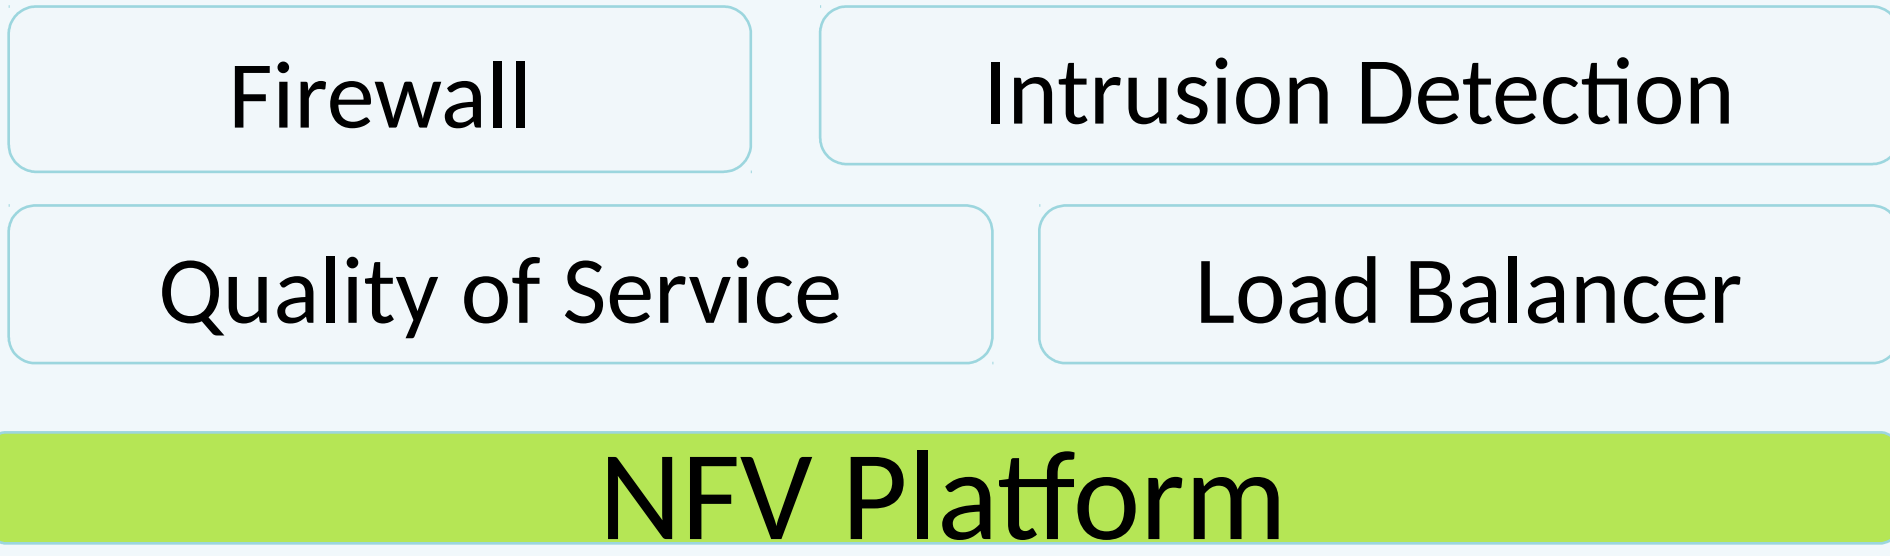 Firewall
Intrusion Detection
Quality of Service
Load Balancer
NFV Platform